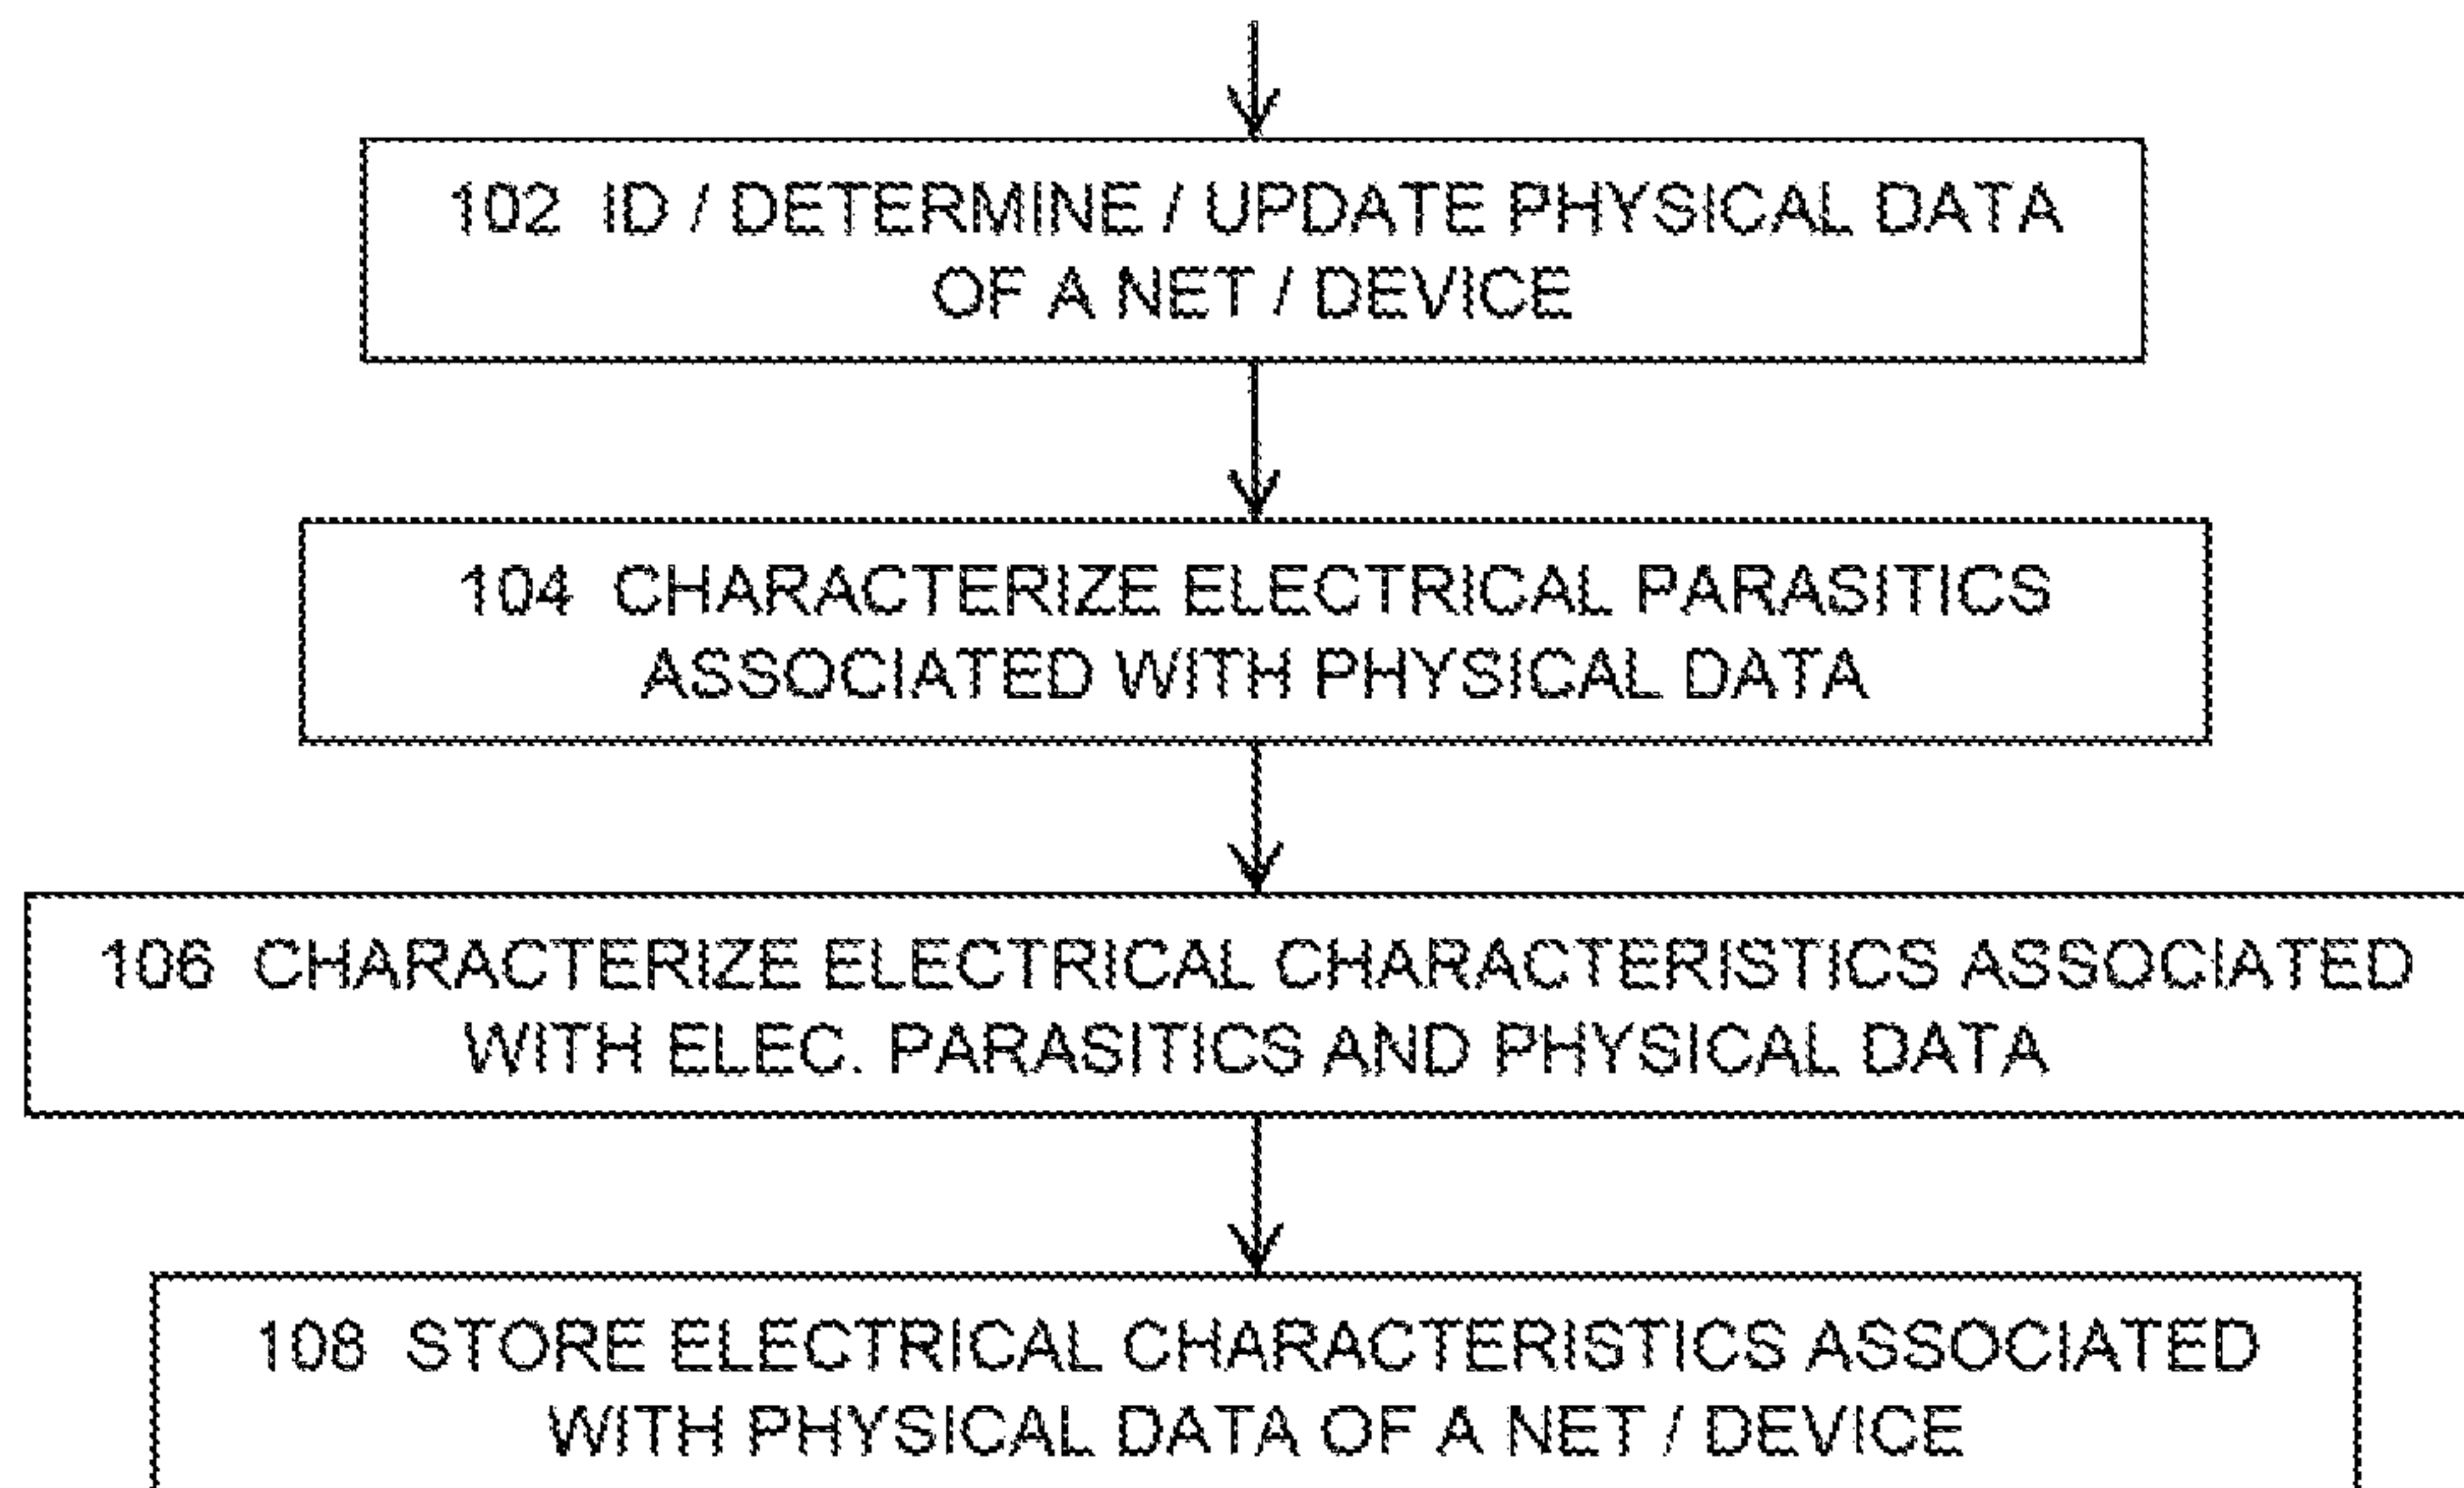 102 ID / DETERMINE / UPDATE PHYSICAL DATA
OF A NET / DEVICE
104 CHARACTERIZE ELECTRICAL PARASITICS
ASSOCIATED WITH PHYSICAL DATA
106 CHARACTERIZE ELECTRICAL CHARACTERISTICS ASSOCIATED
WITH ELEC. PARASITICS AND PHYSICAL DATA
108 STORE ELECTRICAL CHARACTERISTICS ASSOCIATED
WITH PHYSICAL DATA OF A NET / DEVICE